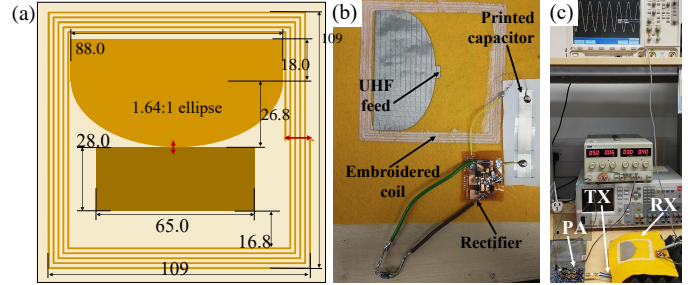 (a)
109
88.0
18.0
1.64:1 ellipse
26.8
28.0
65.0
16.8
109
(b)
Printed
capacitor
UHF
feed
Embroidered
coil
Rectifier
(c)
TX
RX
PA